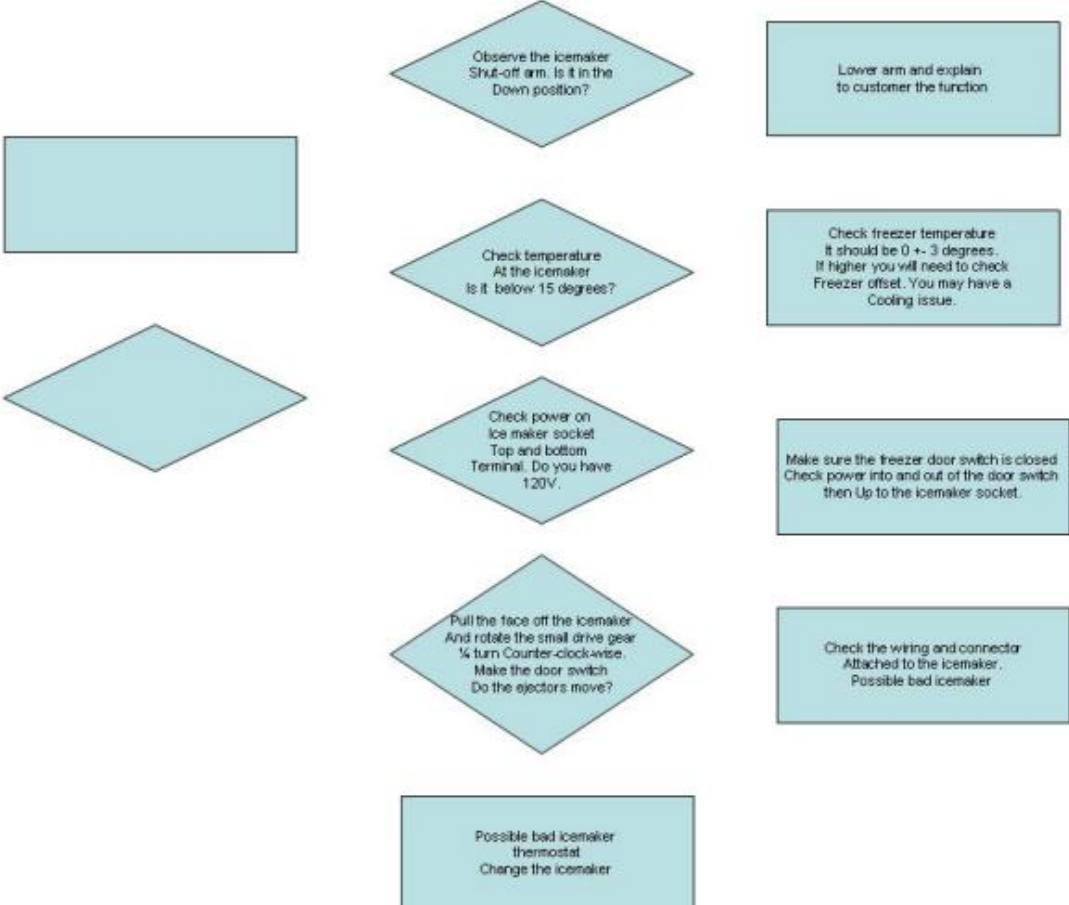 Observe the icemaker
Shut-off arm. Is it in the
Down position?
Lower arm and explain
to customer the function
Check temperature
At the icemaker
Is it below 15 degrees?
Check freezer temperature
It should be 0 +- 3 degrees.
If higher you will need to check
Freezer offset. You may have a
Cooling issue.
Check power on
Ice maker socket
Top and bottom
Terminal. Do you have
120V.
Make sure the freezer door switch is closed
Check power into and out of the door switch
then Up to the icemaker socket.
Pull the face off the icemaker
And rotate the small drive gear
¼ turn Counter-clock-wise.
Make the door switch
Do the ejectors move?
Check the wiring and connector
Attached to the icemaker.
Possible bad icemaker
Possible bad icemaker
thermostat
Change the icemaker